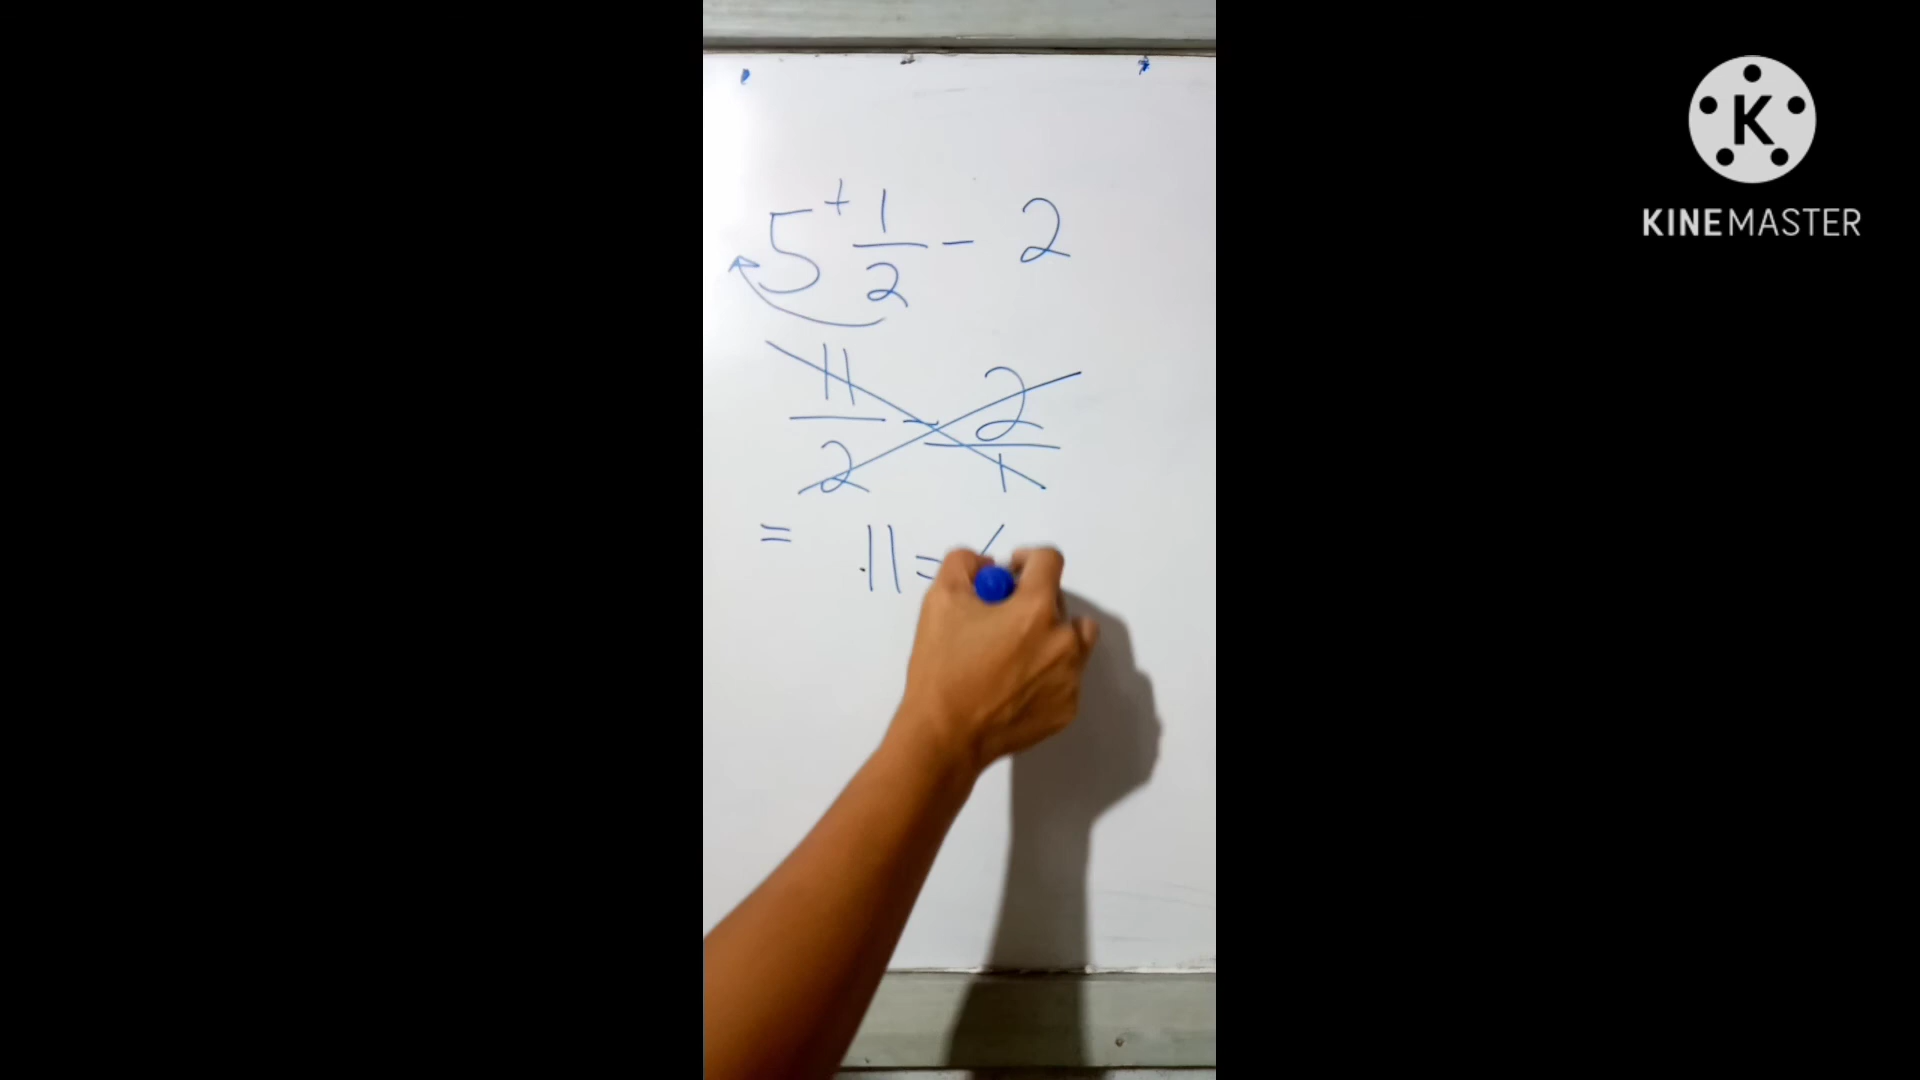 5 + 1/2 - 2
11/2 - 2/1
= 11 =
K
KINEMASTER